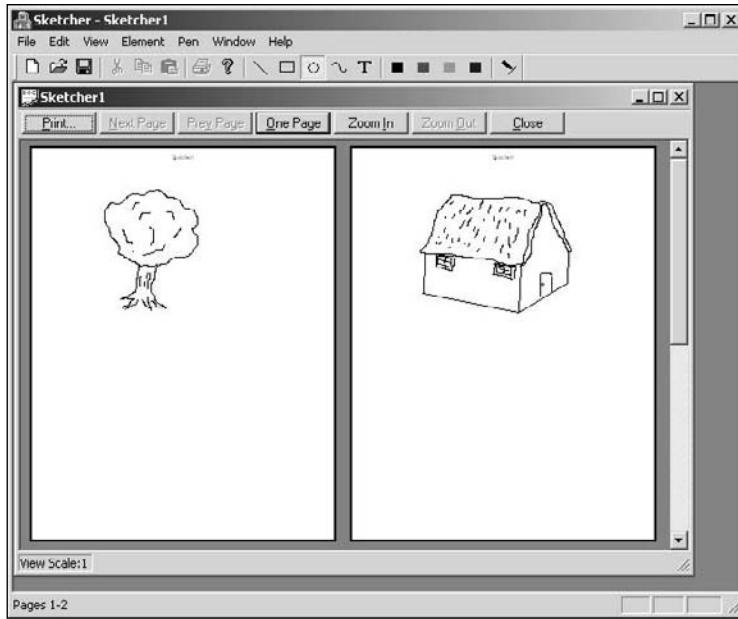 Sketcher - Sketcher1
File Edit View Element Pen Window Help
T
Sketcher1
Print... Next Page Prev Page One Page Zoom In Zoom Out Close
View Scale:1
Pages 1-2